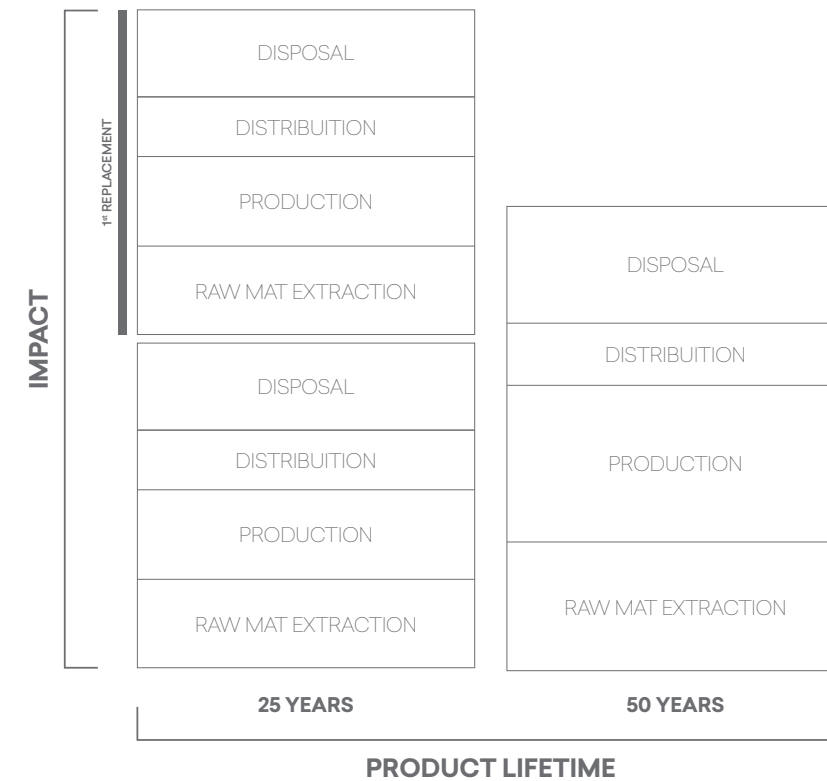 IMPACT
1st REPLACEMENT
DISPOSAL
DISTRIBUITION
PRODUCTION
RAW MAT EXTRACTION
DISPOSAL
DISTRIBUITION
PRODUCTION
RAW MAT EXTRACTION
DISPOSAL
DISTRIBUITION
PRODUCTION
RAW MAT EXTRACTION
25 YEARS
50 YEARS
PRODUCT LIFETIME